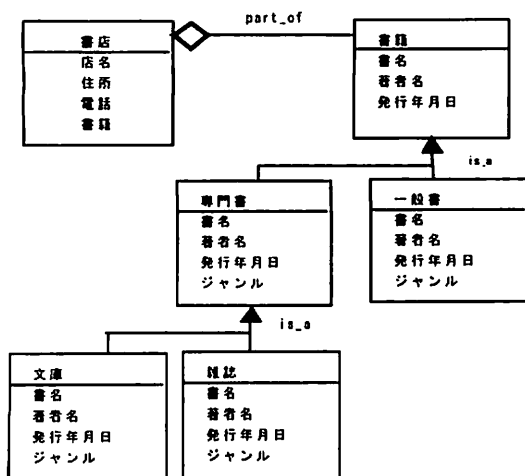 part_of
書店
店名
住所
電話
書籍
書籍
書名
著者名
発行年月日
is_a
専門書
書名
著者名
発行年月日
ジャンル
一般書
書名
著者名
発行年月日
ジャンル
is_a
文庫
書名
著者名
発行年月日
ジャンル
雑誌
書名
著者名
発行年月日
ジャンル